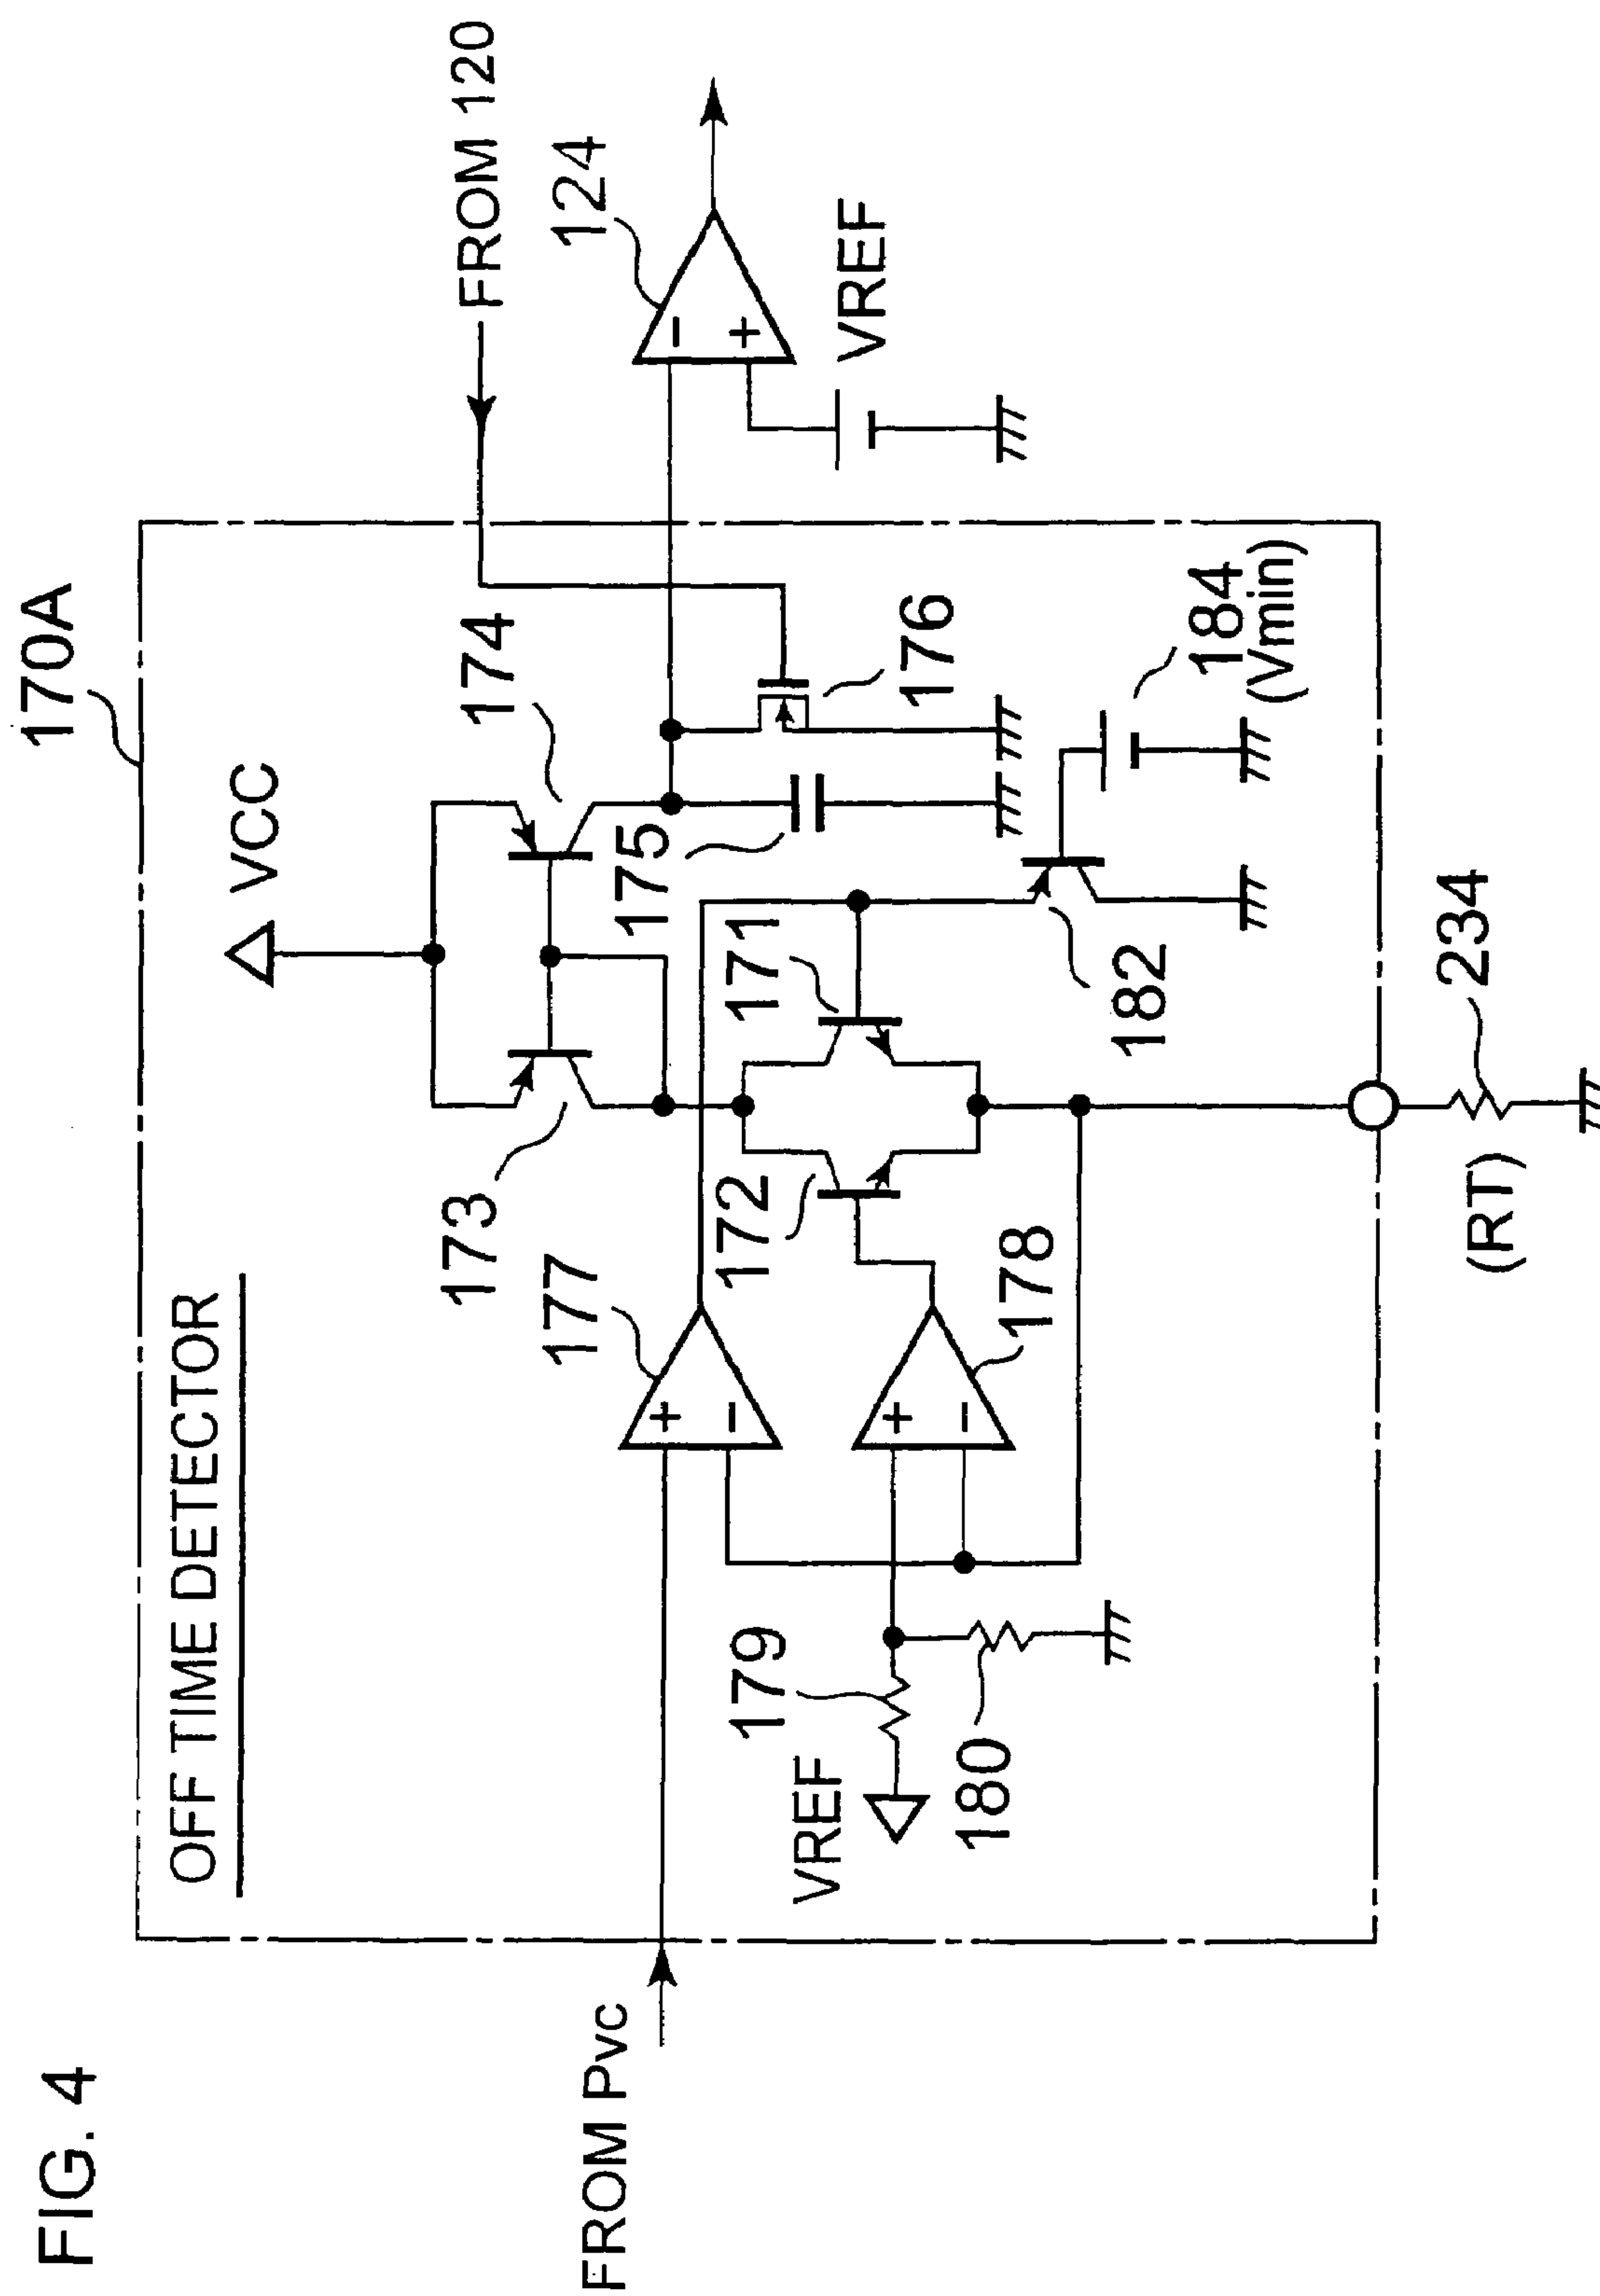 FIG. 4
170A
OFF TIME DETECTOR
VCC
173
174
FROM 120
124
177
175
171
176
VREF
FROM Pvc
179
172
178
VREF
180
182
184
(Vmin)
234
(RT)
+
−
+
−
−
+